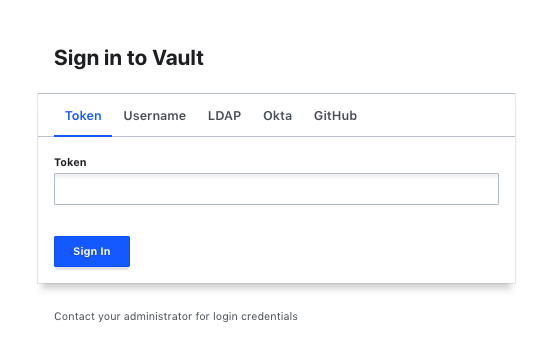 Sign in to Vault
Token Username LDAP Okta GitHub
Token
Sign In
Contact your administrator for login credentials